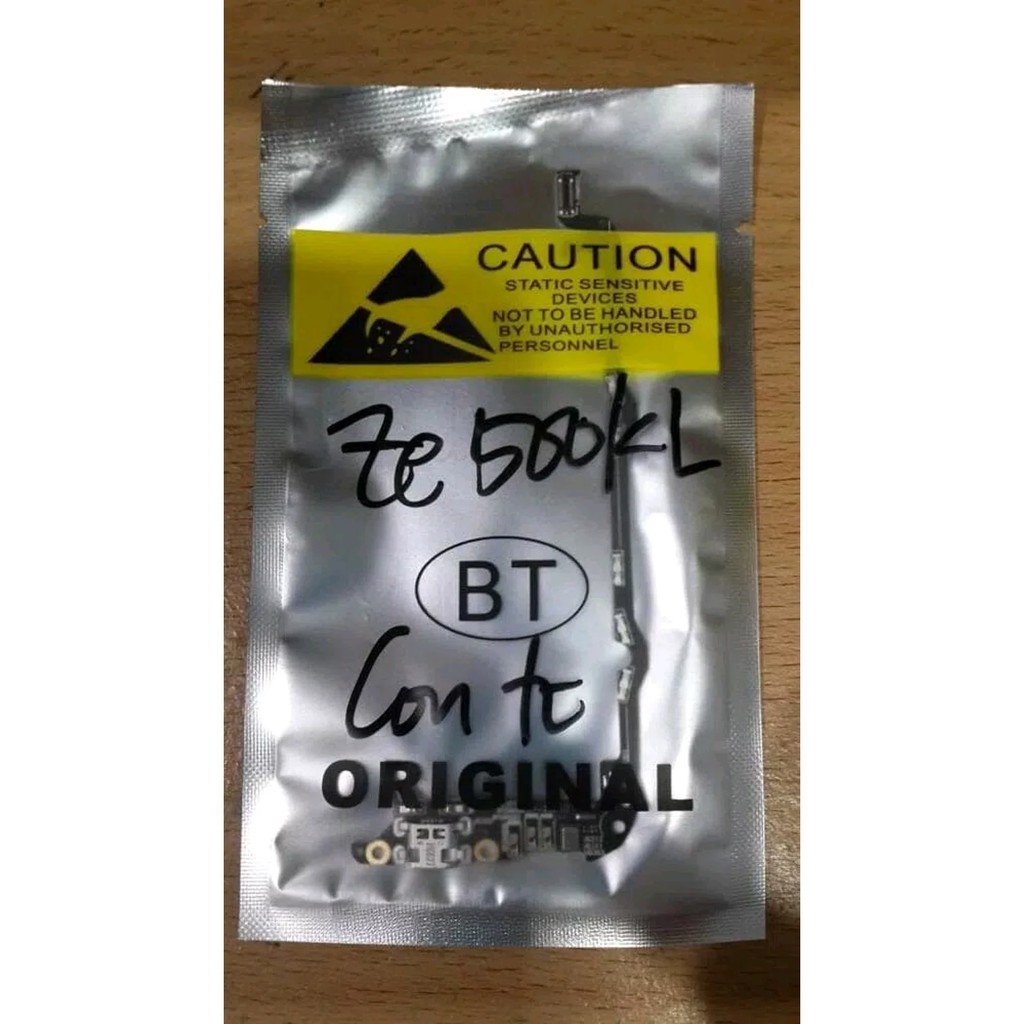 CAUTION
STATIC SENSITIVE
DEVICES
NOT TO BE HANDLED
BY UNAUTHORISED
PERSONNEL
Ze 500KL
BT
Con tc
ORIGINAL